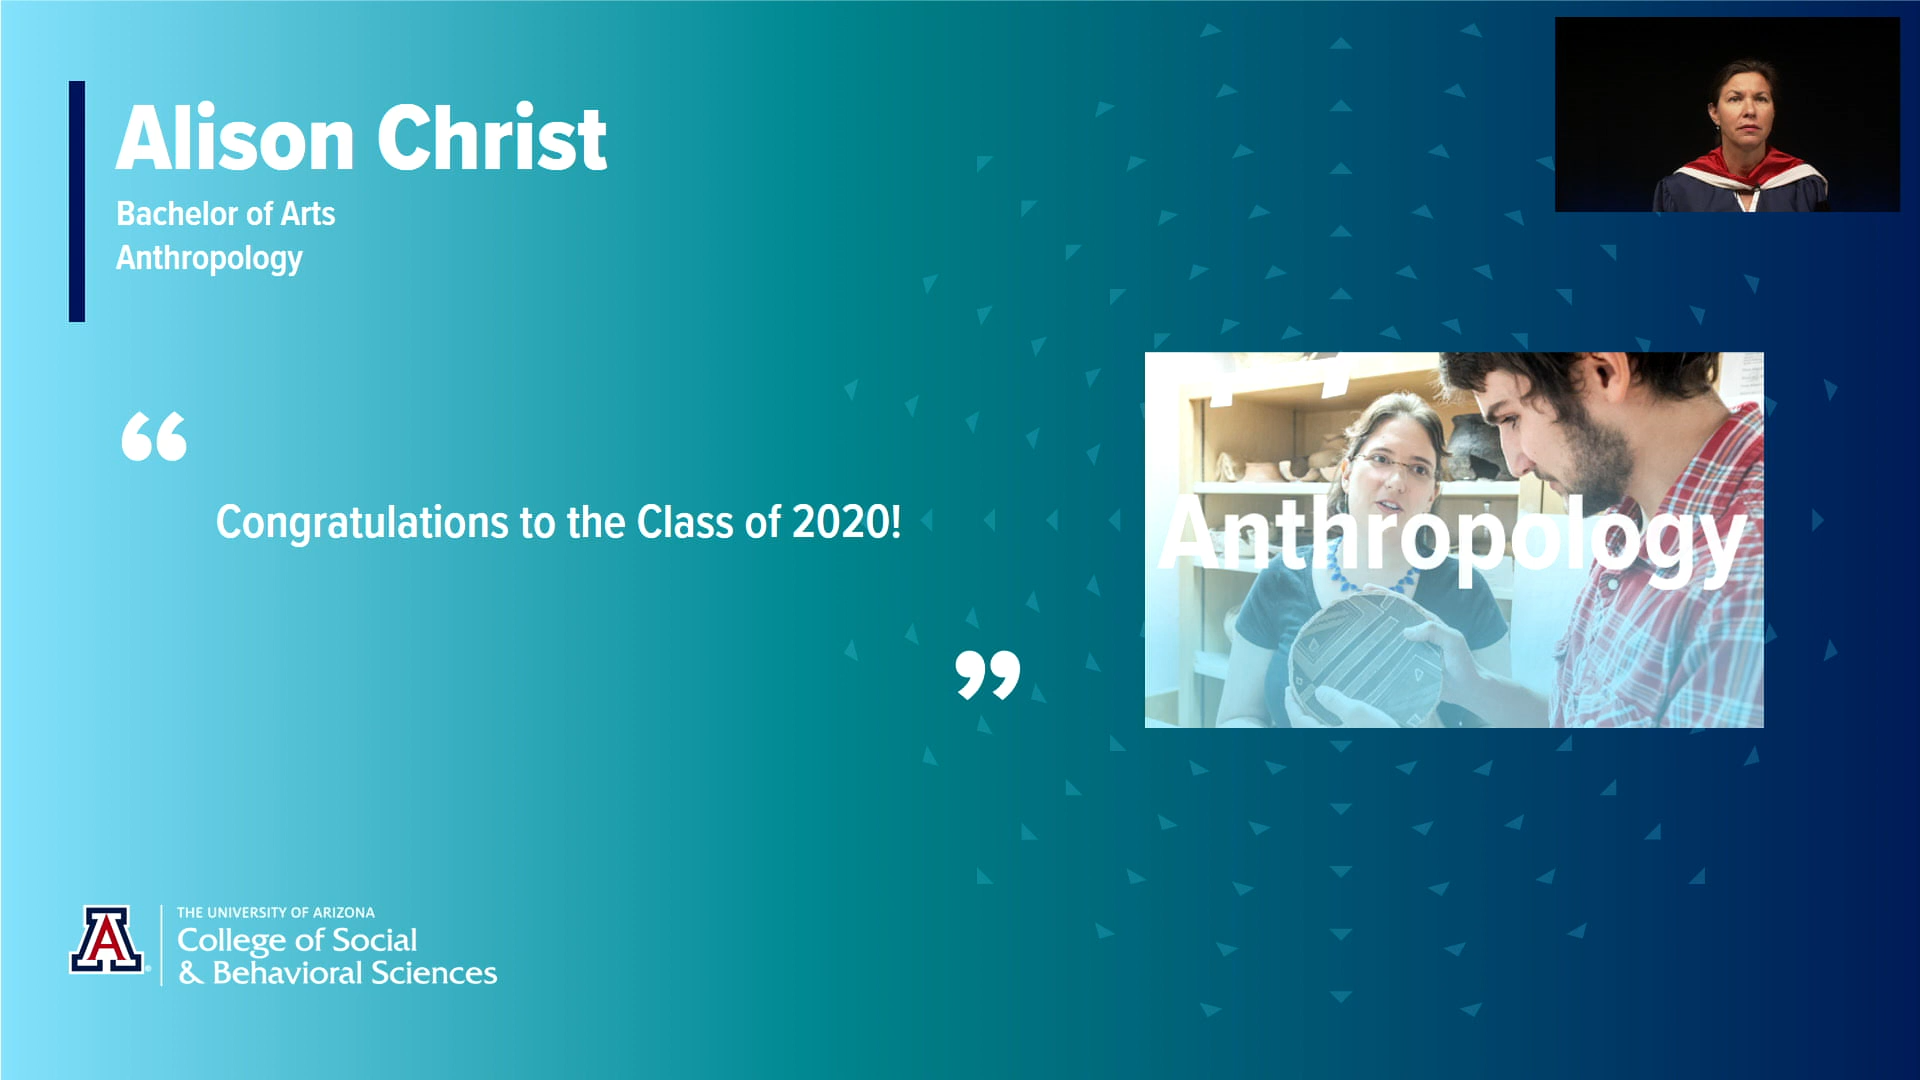 Alison Christ
Bachelor of Arts
Anthropology
“
Congratulations to the Class of 2020!
”
Anthropology
A
THE UNIVERSITY OF ARIZONA
College of Social
& Behavioral Sciences